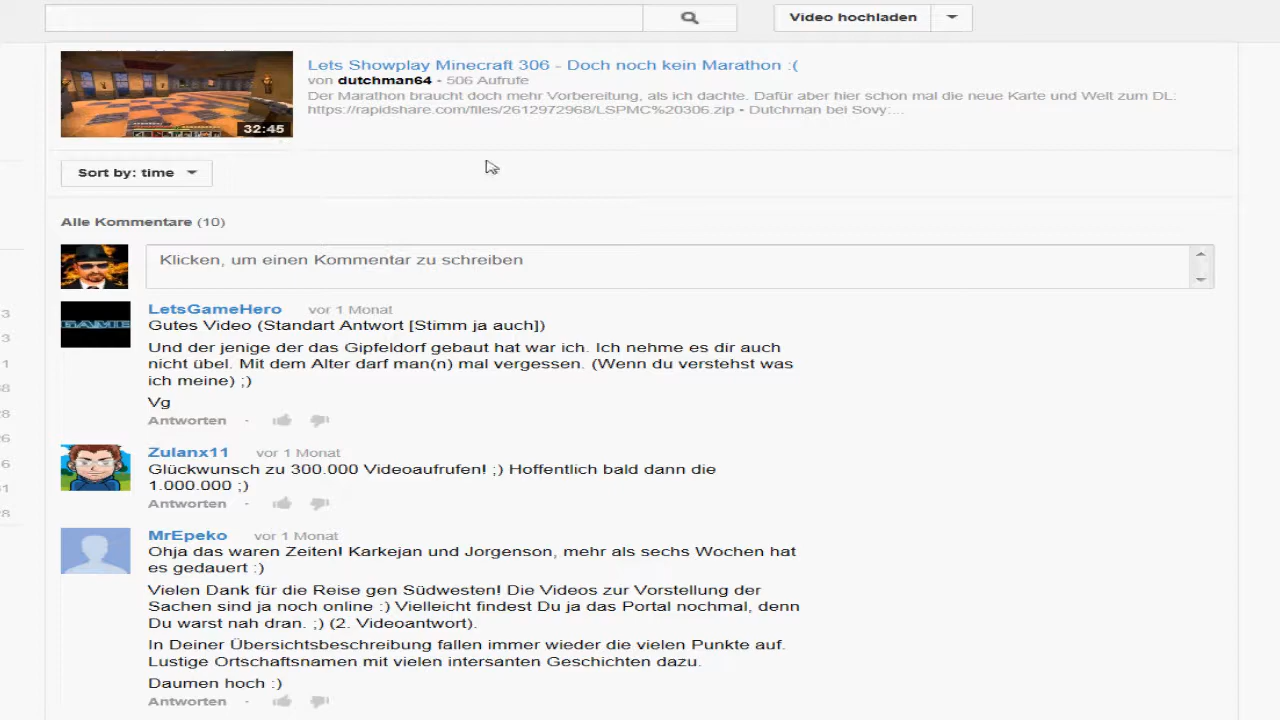 Video hochladen
Lets Showplay Minecraft 306 - Doch noch kein Marathon :(
von dutchman64 - 506 Aufrufe
Der Marathon braucht doch mehr Vorbereitung, als ich dachte. Dafür aber hier schon mal die neue Karte und Welt zum DL:
https://rapidshare.com/files/2612972968/LSPMC%20306.zip • Dutchman bei Sovy:...
32:45
Sort by: time
Alle Kommentare (10)
Klicken, um einen Kommentar zu schreiben
GAME
LetsGameHero vor 1 Monat
Gutes Video (Standart Antwort [Stimm ja auch])
Und der jenige der das Gipfeldorf gebaut hat war ich. Ich nehme es dir auch
nicht übel. Mit dem Alter darf man(n) mal vergessen. (Wenn du verstehst was
ich meine) ;)
Vg
Antworten -
Zulanx11 vor 1 Monat
Glückwunsch zu 300.000 Videoaufrufen! ;) Hoffentlich bald dann die
1.000.000 ;)
Antworten -
MrEpeko vor 1 Monat
Ohja das waren Zeiten! Karkejan und Jorgenson, mehr als sechs Wochen hat
es gedauert :)
Vielen Dank für die Reise gen Südwesten! Die Videos zur Vorstellung der
Sachen sind ja noch online :) Vielleicht findest Du ja das Portal nochmal, denn
Du warst nah dran. ;) (2. Videoantwort).
In Deiner Übersichtsbeschreibung fallen immer wieder die vielen Punkte auf.
Lustige Ortschaftsnamen mit vielen intersanten Geschichten dazu.
Daumen hoch :)
Antworten -